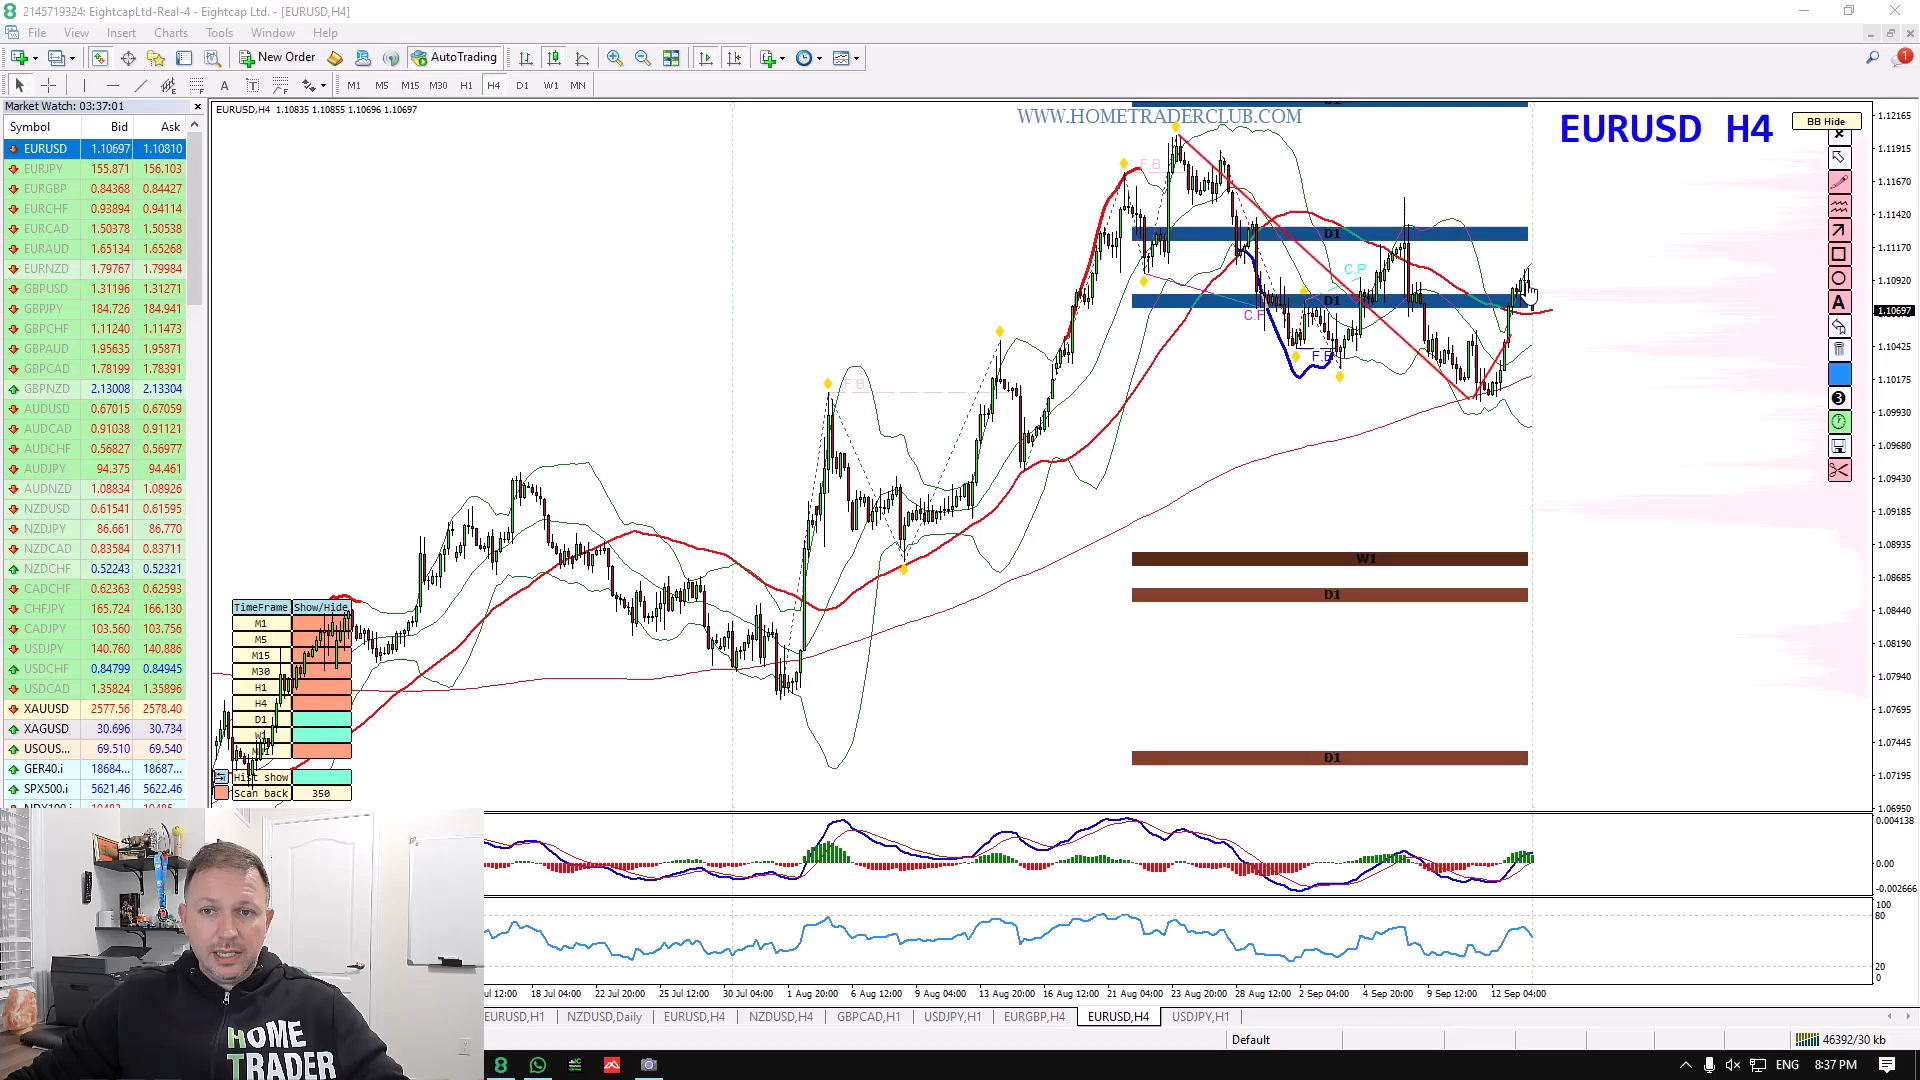 2145719324: EightcapLtd-Real-4 - Eightcap Ltd. - [EURUSD,H4]
File View Insert Charts Tools Window Help
New Order AutoTrading
1
A T M1 M5 M15 M30 H1 H4 D1 W1 MN
Market Watch: 03:37:01
Symbol Bid Ask
EURUSD 1.10697 1.10810
EURJPY 155.871 156.103
EURGBP 0.84368 0.84427
EURCHF 0.93894 0.94114
EURCAD 1.50378 1.50538
EURAUD 1.65134 1.65268
EURNZD 1.79767 1.79984
GBPUSD 1.31196 1.31271
GBPJPY 184.726 184.941
GBPCHF 1.11240 1.11473
GBPAUD 1.95635 1.95871
GBPCAD 1.78199 1.78391
GBPNZD 2.13008 2.13304
AUDUSD 0.67015 0.67059
AUDCAD 0.91038 0.91121
AUDCHF 0.56827 0.56977
AUDJPY 94.375 94.461
AUDNZD 1.08834 1.08926
NZDUSD 0.61541 0.61595
NZDJPY 86.661 86.770
NZDCAD 0.83584 0.83711
NZDCHF 0.52243 0.52321
CADCHF 0.62363 0.62593
CHFJPY 165.724 166.130
CADJPY 103.560 103.756
USDJPY 140.760 140.886
USDCHF 0.84799 0.84945
USDCAD 1.35824 1.35896
XAUUSD 2577.56 2578.40
XAGUSD 30.696 30.734
USOUS... 69.510 69.540
GER40.i 18684... 18687...
SPX500.i 5621.46 5622.46
EURUSD,H4 1.10835 1.10855 1.10696 1.10697
WWW.HOMETRADERCLUB.COM
EURUSD H4
BB Hide
A
3
F.B
D1
C.P
D1
F.B
W1
D1
D1
TimeFrame Show/Hide
M1
M5
M15
M30
H1
H4
D1
W1
Hist show
Scan back 350
1.12165
1.11915
1.11670
1.11420
1.11170
1.10920
1.10697
1.10425
1.10175
1.09930
1.09680
1.09430
1.09185
1.08935
1.08685
1.08440
1.08190
1.07940
1.07695
1.07445
1.07195
1.06950
0.004138
0.00
-0.002666
100
80
20
0
18 Jul 04:00 22 Jul 20:00 25 Jul 12:00 30 Jul 04:00 1 Aug 20:00 6 Aug 12:00 9 Aug 04:00 13 Aug 20:00 16 Aug 12:00 21 Aug 04:00 23 Aug 20:00 28 Aug 12:00 2 Sep 04:00 4 Sep 20:00 9 Sep 12:00 12 Sep 04:00
EURUSD,H1 NZDUSD,Daily EURUSD,H4 NZDUSD,H4 GBPCAD,H1 USDJPY,H1 EURGBP,H4 EURUSD,H4 USDJPY,H1
Default 46392/30 kb
HOME
TRADER
ENG 8:37 PM